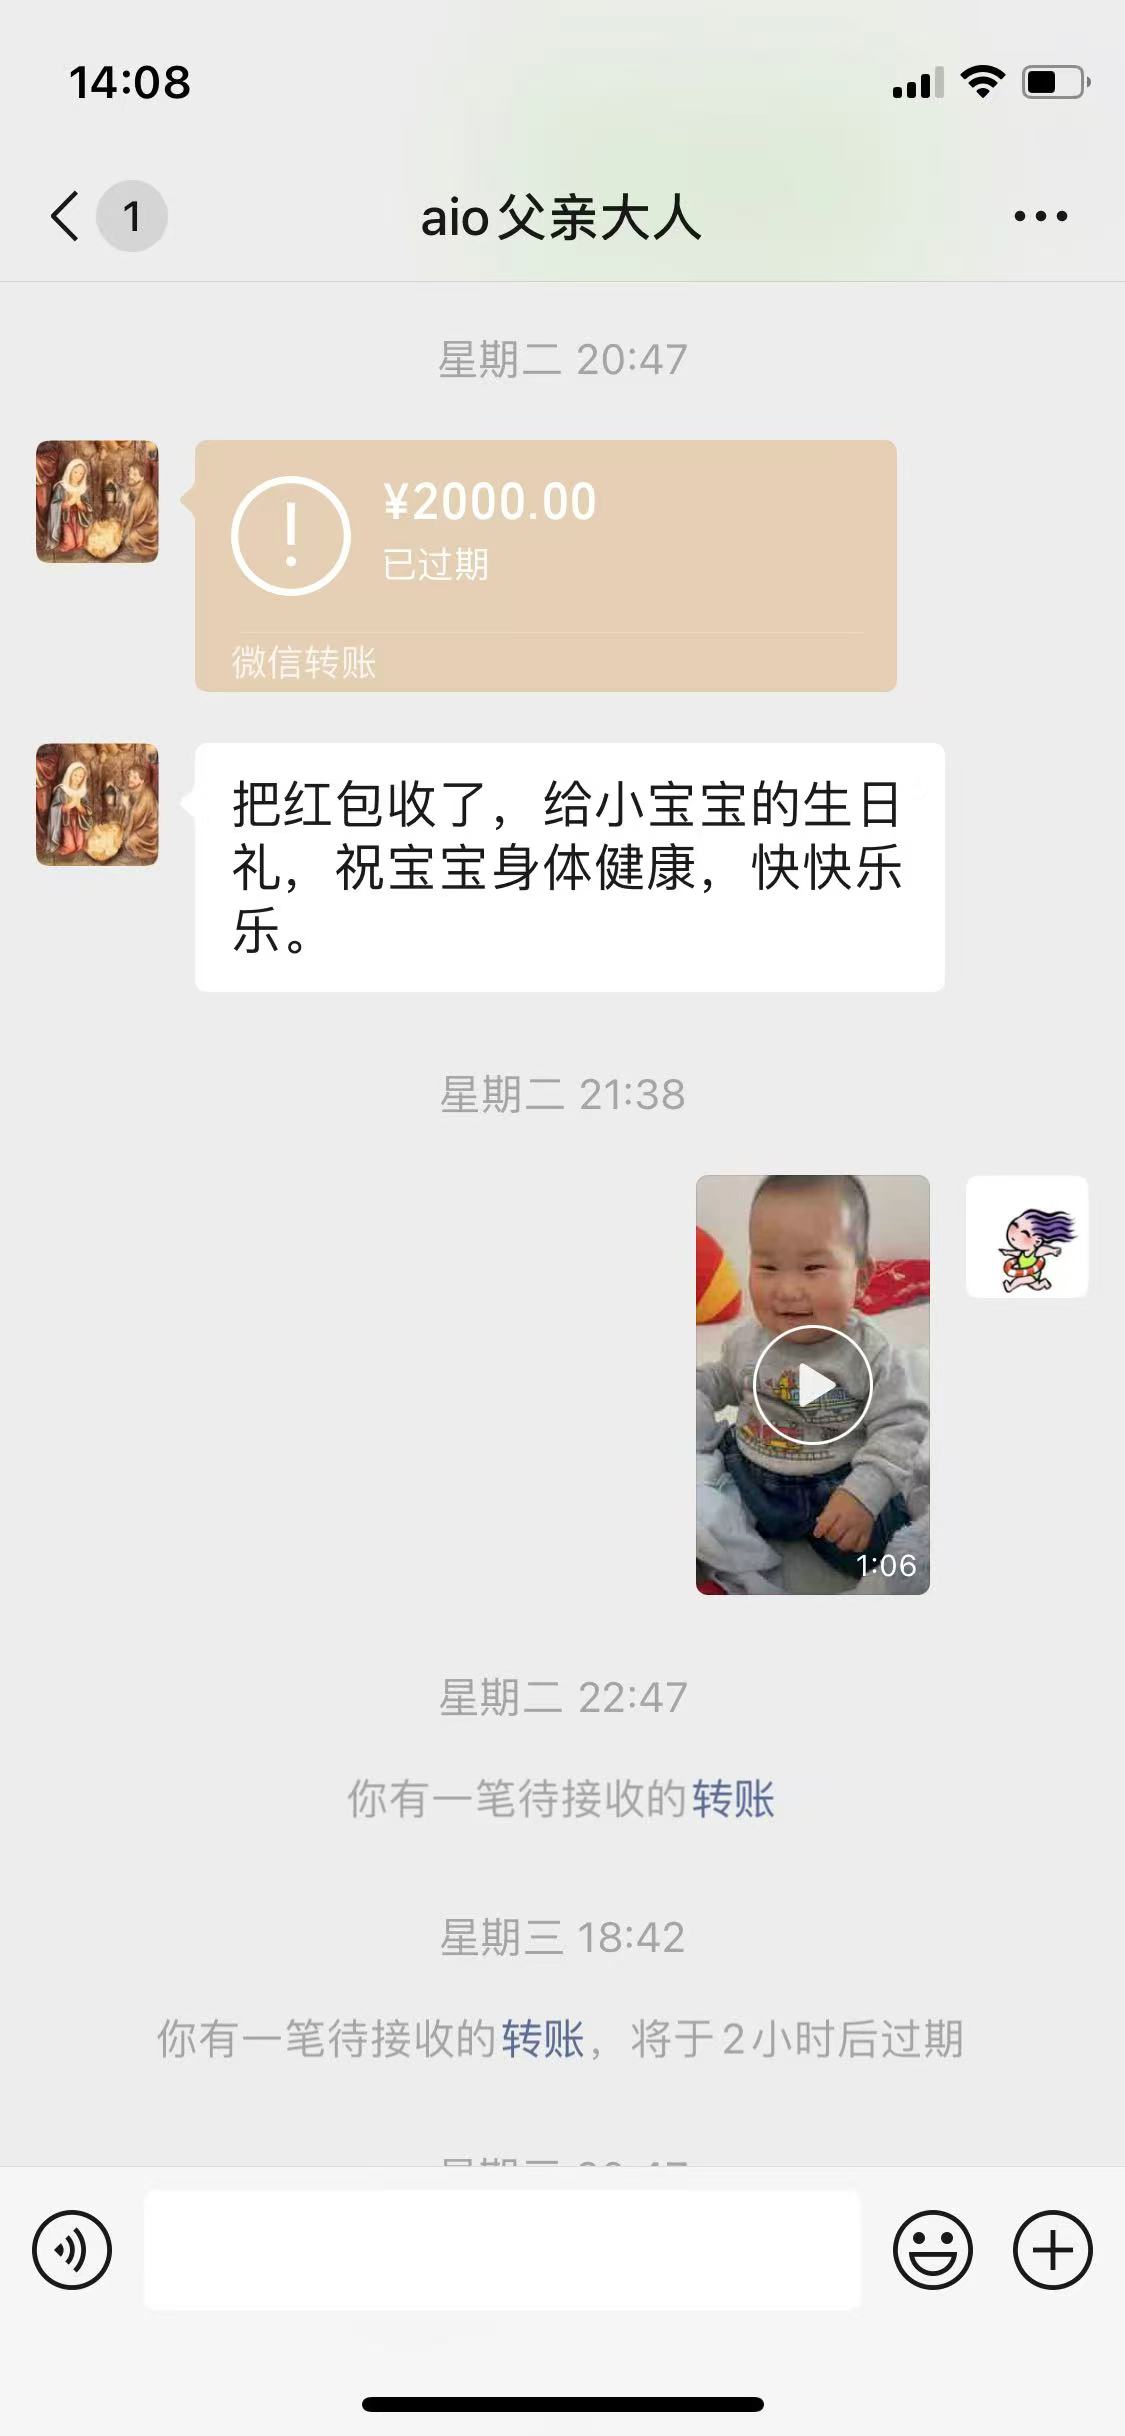 14:08
1
aio父亲大人
星期二 20:47
¥2000.00
已过期
微信转账
把红包收了，给小宝宝的生日
礼，祝宝宝身体健康，快快乐
乐。
星期二 21:38
1:06
星期二 22:47
你有一笔待接收的转账
星期三 18:42
你有一笔待接收的转账，将于2小时后过期